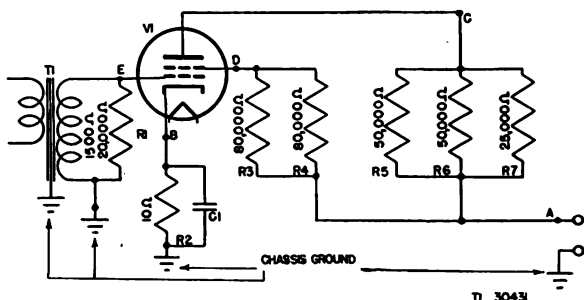 V1
C
T1
E
D
1500Ω
20,000Ω
R1
B
80,000Ω
80,000Ω
R3
R4
50,000Ω
50,000Ω
25,000Ω
R5
R6
R7
10Ω
C1
R2
A
CHASSIS GROUND
TL 30431